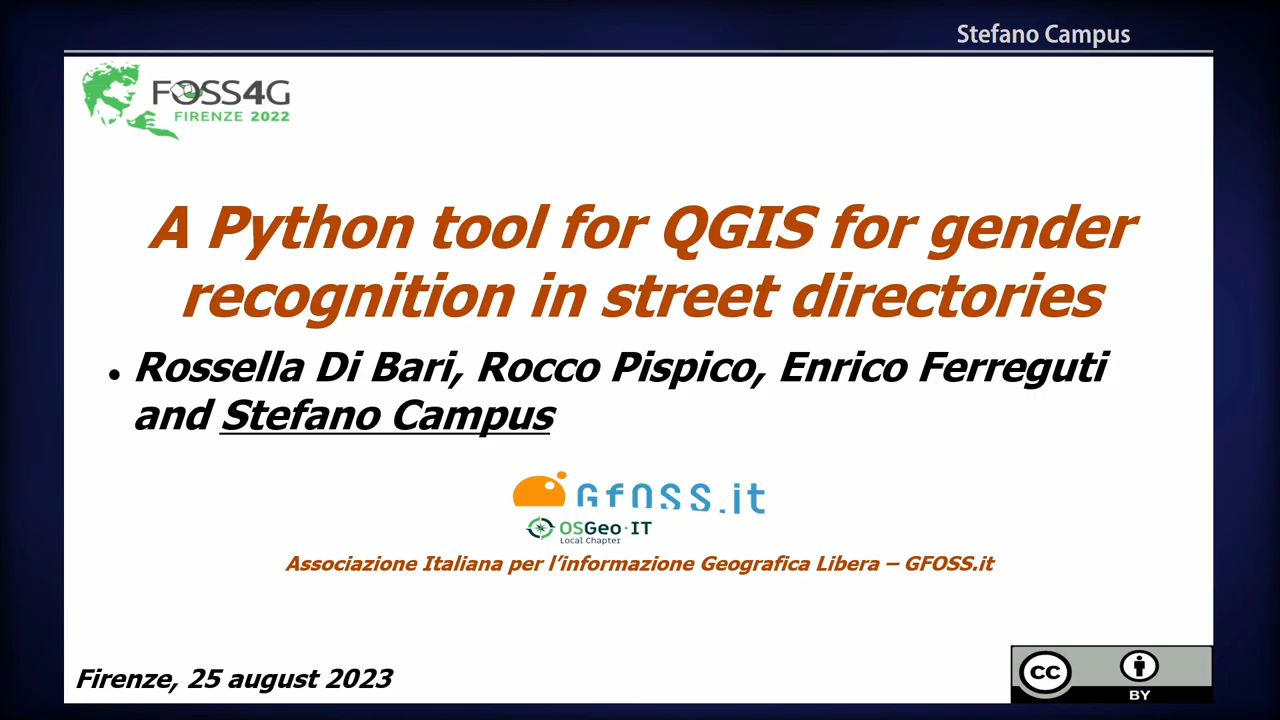 Stefano Campus
FOSS4G
FIRENZE 2022
A Python tool for QGIS for gender
recognition in street directories
• Rossella Di Bari, Rocco Pispico, Enrico Ferreguti
and Stefano Campus
GfOSS.it
OSGeo·IT
Local Chapter
Associazione Italiana per l'informazione Geografica Libera – GFOSS.it
Firenze, 25 august 2023
cc
BY